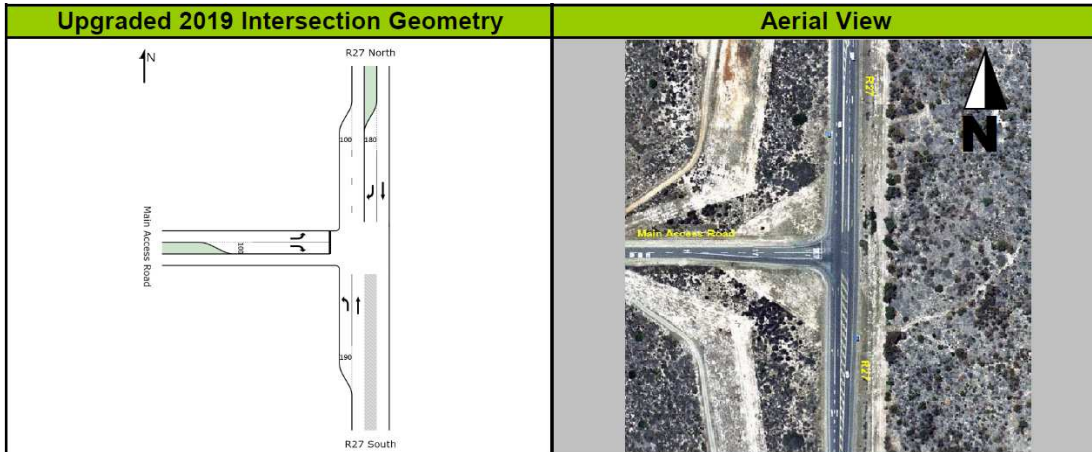 Upgraded 2019 Intersection Geometry
Aerial View
R27 North
N
100
180
Main Access Road
100
190
R27 South
R27
N
Main Access Road
R27